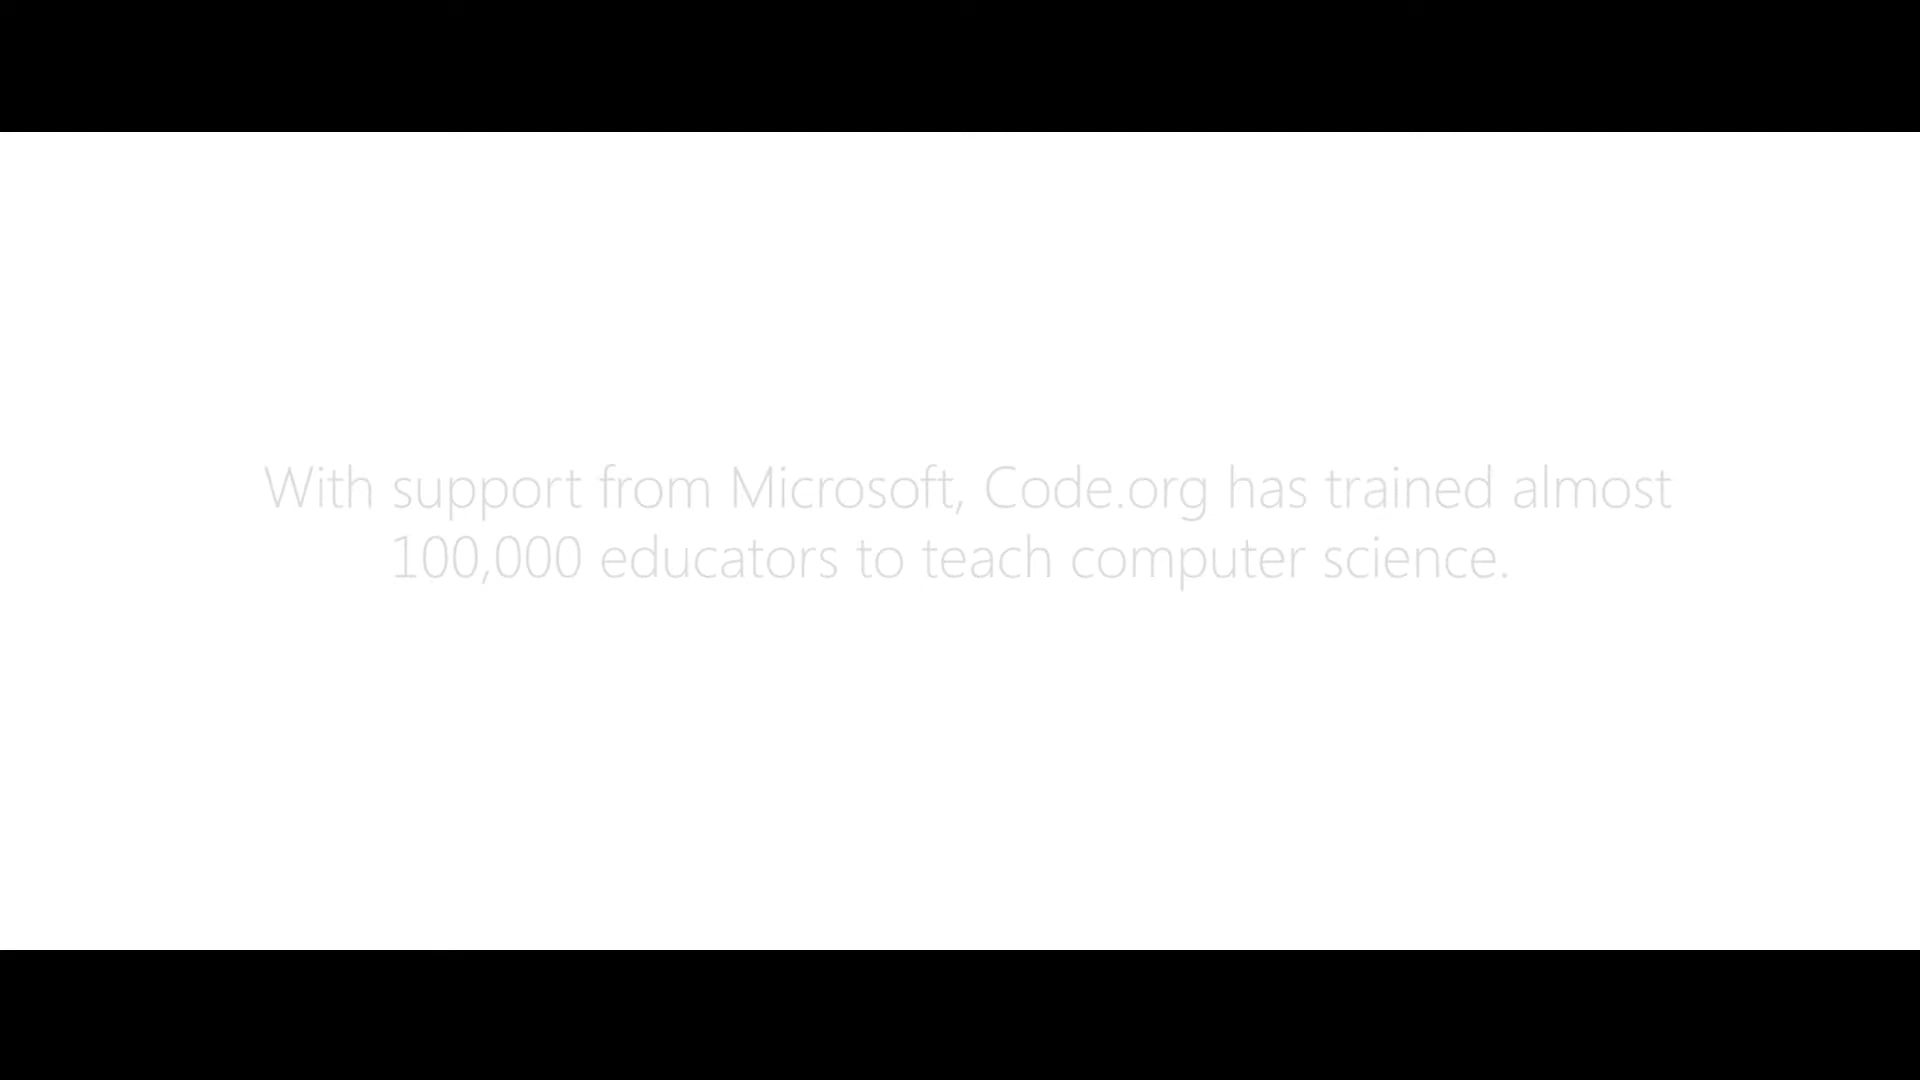 With support from Microsoft, Code.org has trained almost
100,000 educators to teach computer science.